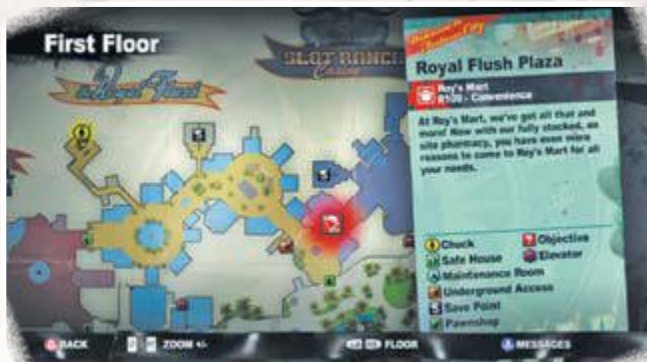 First Floor
Royal Flush
SLOT RANCH
Casino
Royal Flush Plaza
Roy's Mart
R109 - Convenience
At Roy's Mart, we've got all that and
more! Now with our fully stocked, on
site pharmacy, you have even more
reasons to come to Roy's Mart for all
your needs.
Chuck
Objective
Safe House
Elevator
Maintenance Room
Underground Access
Save Point
Pawnshop
BACK
ZOOM +/-
FLOOR
MESSAGES